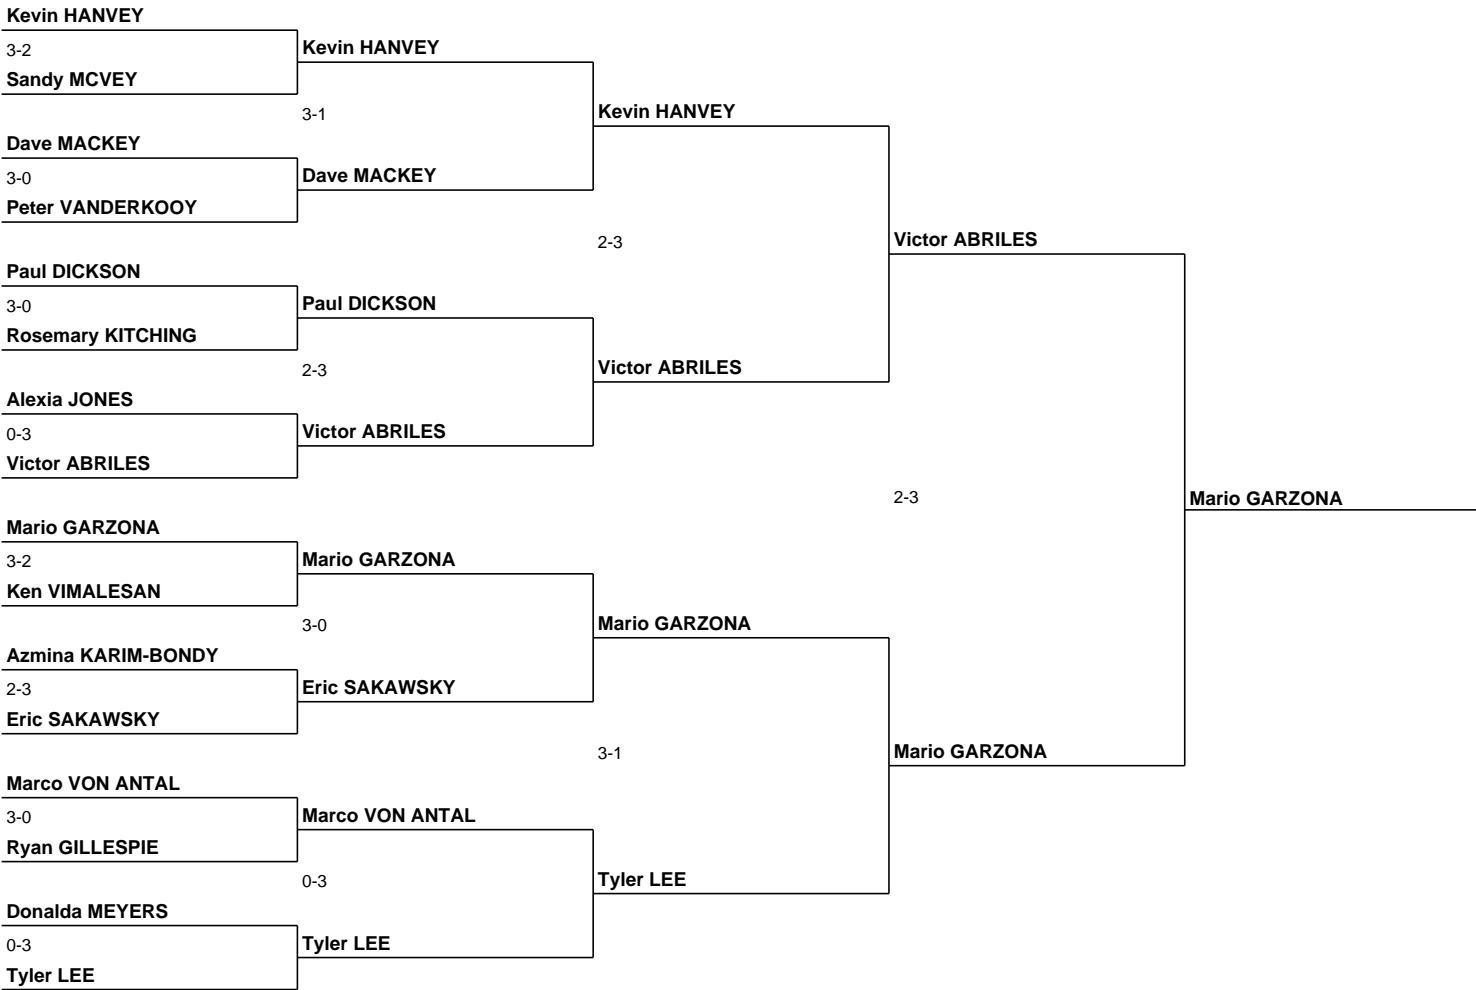 Kevin HANVEY
3-2
Sandy MCVEY
Kevin HANVEY
3-1
Dave MACKEY
3-0
Peter VANDERKOOY
Dave MACKEY
Kevin HANVEY
2-3
Paul DICKSON
3-0
Rosemary KITCHING
Paul DICKSON
2-3
Alexia JONES
0-3
Victor ABRILES
Victor ABRILES
Victor ABRILES
Victor ABRILES
2-3
Mario GARZONA
Mario GARZONA
3-2
Ken VIMALESAN
Mario GARZONA
3-0
Azmina KARIM-BONDY
2-3
Eric SAKAWSKY
Eric SAKAWSKY
Mario GARZONA
3-1
Mario GARZONA
Marco VON ANTAL
3-0
Ryan GILLESPIE
Marco VON ANTAL
0-3
Donalda MEYERS
0-3
Tyler LEE
Tyler LEE
Tyler LEE